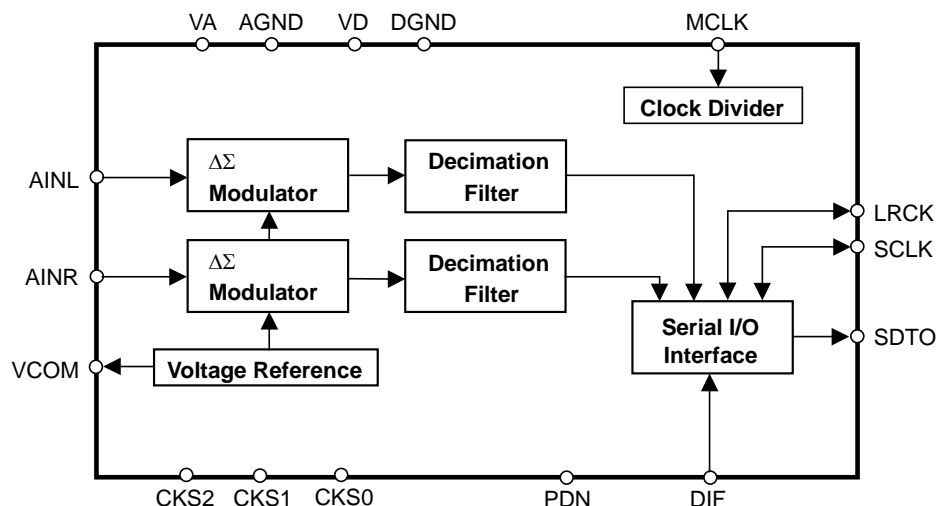 VA AGND VD DGND MCLK
Clock Divider
AINL
ΔΣ
Modulator
Decimation
Filter
LRCK
SCLK
AINR
ΔΣ
Modulator
Decimation
Filter
Serial I/O
Interface
SDTO
VCOM
Voltage Reference
CKS2 CKS1 CKS0 PDN DIF